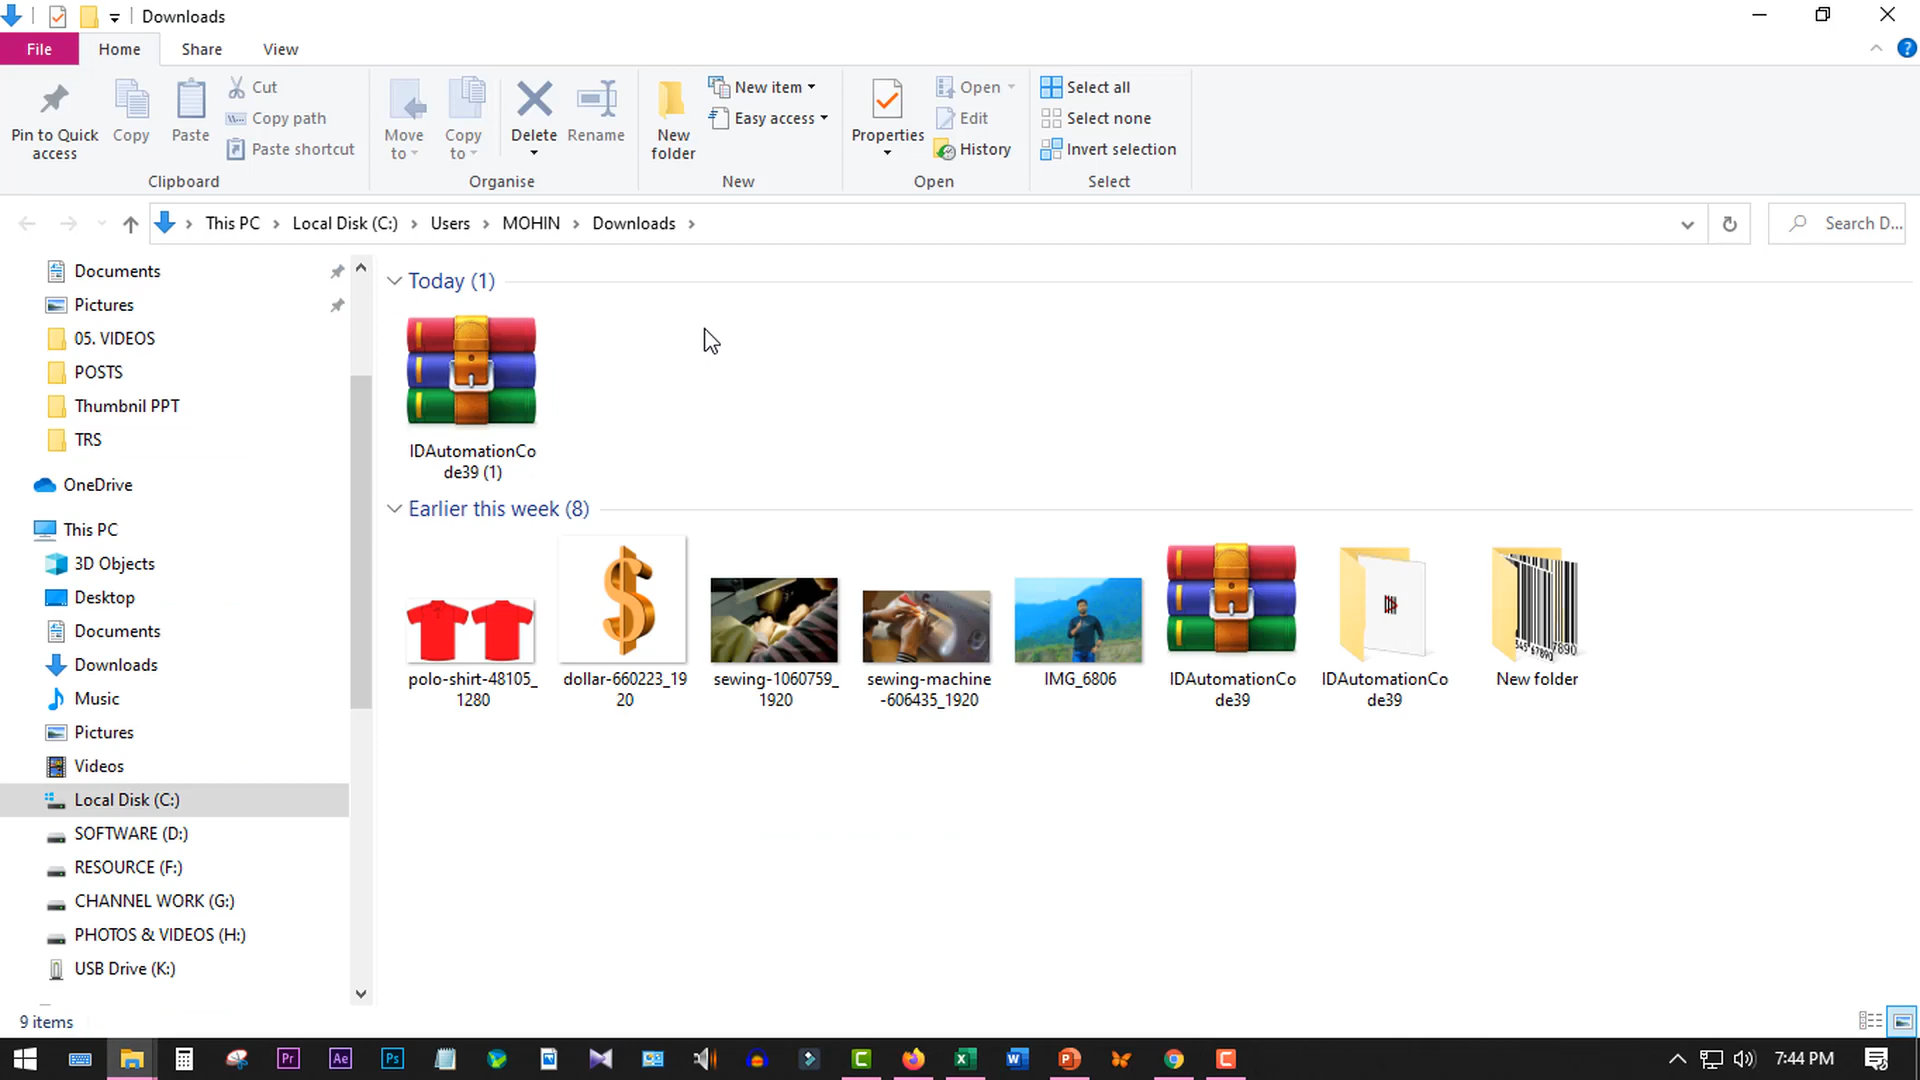 Downloads
File
Home
Share
View
Pin to Quick
access
Copy
Paste
Cut
Copy path
Paste shortcut
Clipboard
Move
to
Copy
to
Delete
Rename
Organise
New
folder
New item
Easy access
New
Properties
Open
Edit
History
Open
Select all
Select none
Invert selection
Select
This PC
Local Disk (C:)
Users
MOHIN
Downloads
Search D...
Documents
Pictures
05. VIDEOS
POSTS
Thumbnil PPT
TRS
OneDrive
This PC
3D Objects
Desktop
Documents
Downloads
Music
Pictures
Videos
Local Disk (C:)
SOFTWARE (D:)
RESOURCE (F:)
CHANNEL WORK (G:)
PHOTOS & VIDEOS (H:)
USB Drive (K:)
Today (1)
IDAutomationCo
de39 (1)
Earlier this week (8)
polo-shirt-48105_
1280
dollar-660223_19
20
sewing-1060759_
1920
sewing-machine
-606435_1920
IMG_6806
IDAutomationCo
de39
IDAutomationCo
de39
New folder
9 items
Pr
Ae
Ps
7:44 PM